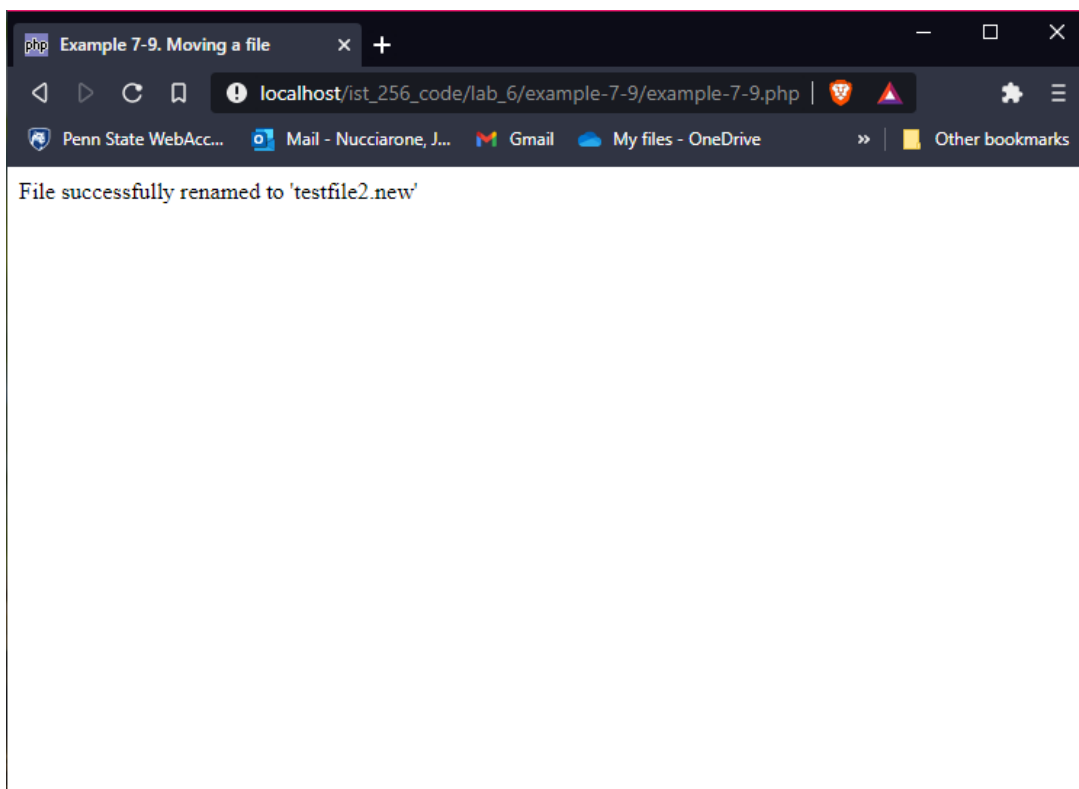 php Example 7-9. Moving a file
localhost/ist_256_code/lab_6/example-7-9/example-7-9.php
Penn State WebAcc... Mail - Nucciarone, J... Gmail My files - OneDrive » Other bookmarks
File successfully renamed to 'testfile2.new'